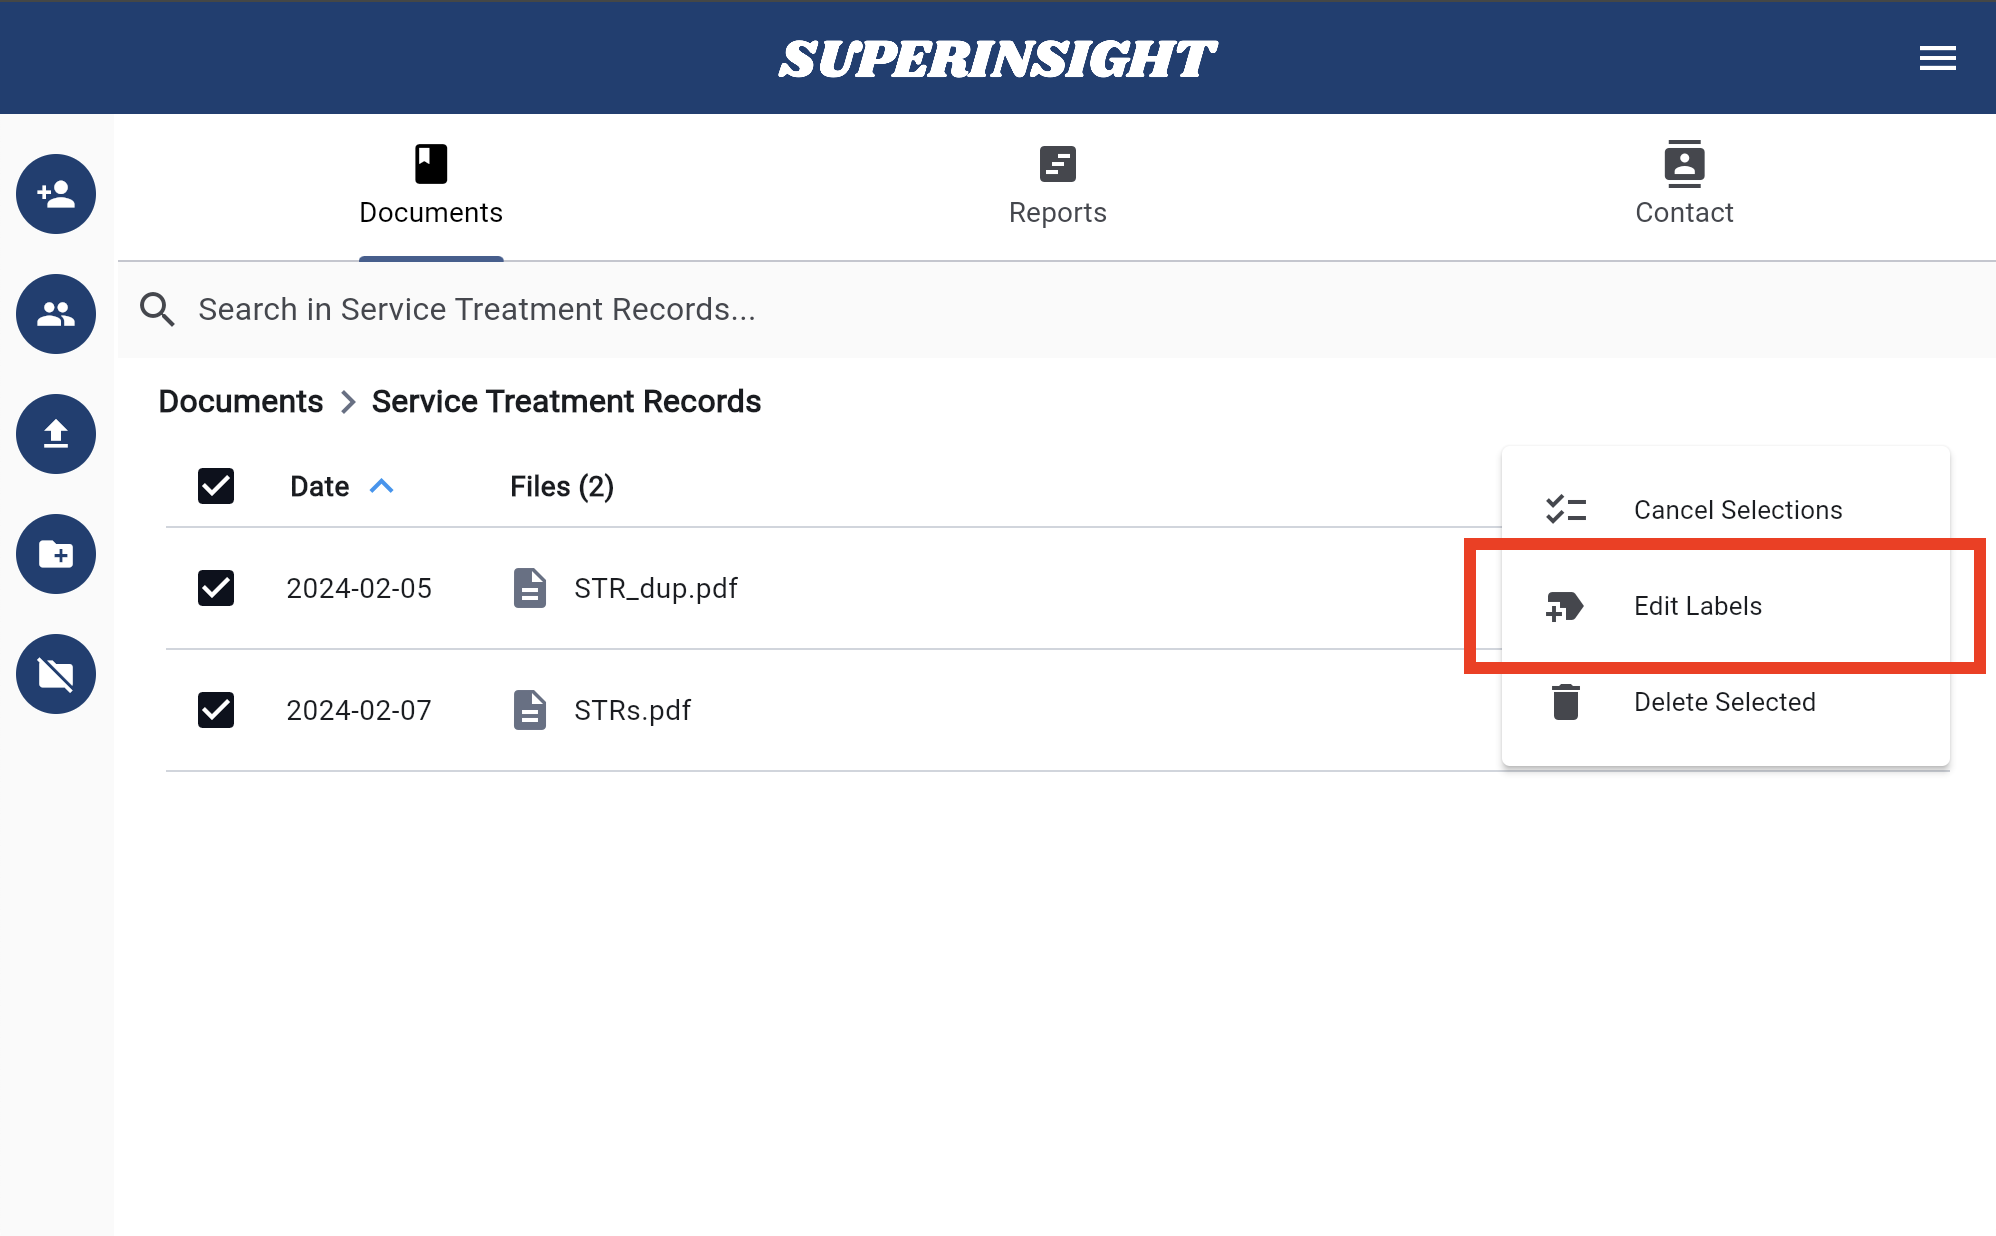 SUPERINSIGHT
Documents
Reports
Contact
Search in Service Treatment Records...
Documents > Service Treatment Records
Date
Files (2)
Cancel Selections
2024-02-05
STR_dup.pdf
Edit Labels
2024-02-07
STRs.pdf
Delete Selected